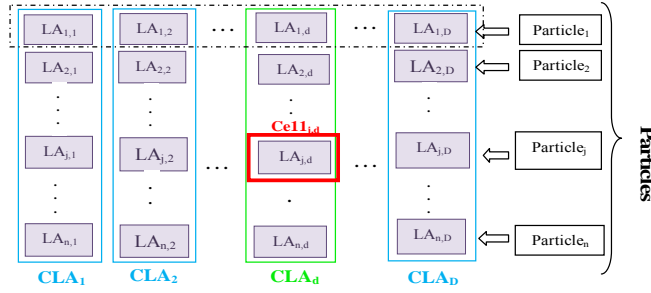 LA1,1 LA1,2 ... LA1,d ... LA1,D Particle1
LA2,1 LA2,2 LA2,d LA2,D Particle2
Ce11j,d
LAj,1 LAj,2 ... LAj,d ... LAj,D Particlej
LAn,1 LAn,2 LAn,d LAn,D Particlen
CLA1 CLA2 CLAd CLAD
Particles